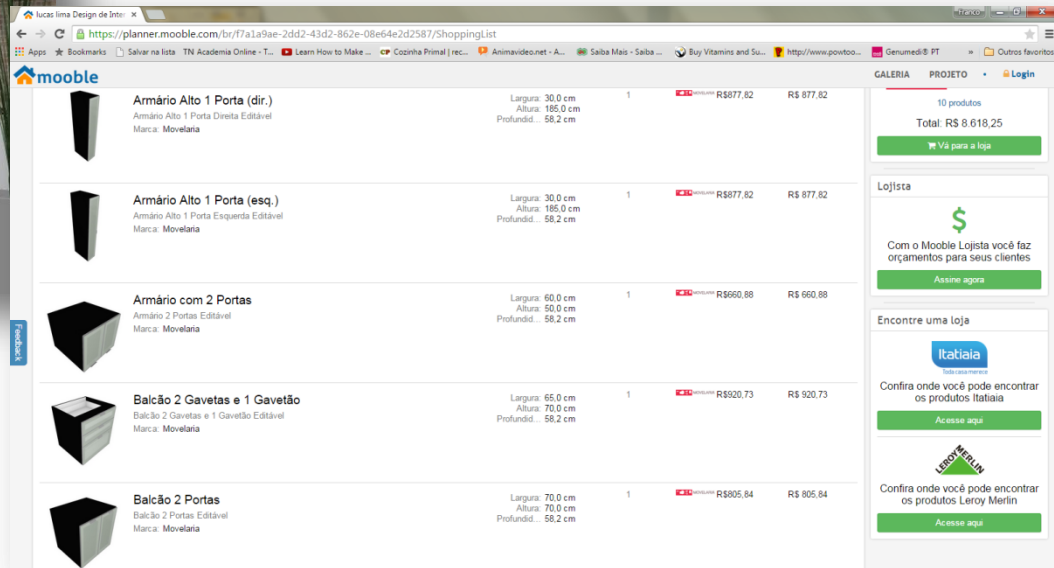 lucas lima Design de Inter
Franco
https://planner.mooble.com/br/f7a1a9ae-2dd2-43d2-862e-08e64e2d2587/ShoppingList
Apps Bookmarks Salvar na lista TN Academia Online - T... Learn How to Make ... CP Cozinha Primal | rec... Animavideo.net - A... Saiba Mais - Saiba ... Buy Vitamins and Su... http//www.powtoo... Genumedi® PT » Outros favoritos
mooble GALERIA PROJETO Login
Armário Alto 1 Porta (dir.)
Armário Alto 1 Porta Direita Editável
Marca: Movelaria
Largura: 30,0 cm
Altura: 185,0 cm
Profundid... 58,2 cm
1 MOVELARIA R$877,82 R$ 877,82
Armário Alto 1 Porta (esq.)
Armário Alto 1 Porta Esquerda Editável
Marca: Movelaria
Largura: 30,0 cm
Altura: 185,0 cm
Profundid... 58,2 cm
1 MOVELARIA R$877,82 R$ 877,82
Armário com 2 Portas
Armário 2 Portas Editável
Marca: Movelaria
Largura: 60,0 cm
Altura: 50,0 cm
Profundid... 58,2 cm
1 MOVELARIA R$660,88 R$ 660,88
Balcão 2 Gavetas e 1 Gavetão
Balcão 2 Gavetas e 1 Gavetão Editável
Marca: Movelaria
Largura: 65,0 cm
Altura: 70,0 cm
Profundid... 58,2 cm
1 MOVELARIA R$920,73 R$ 920,73
Balcão 2 Portas
Balcão 2 Portas Editável
Marca: Movelaria
Largura: 70,0 cm
Altura: 70,0 cm
Profundid... 58,2 cm
1 MOVELARIA R$805,84 R$ 805,84
Feedback
10 produtos
Total: R$ 8.618,25
Vá para a loja
Lojista
$
Com o Mooble Lojista você faz
orçamentos para seus clientes
Assine agora
Encontre uma loja
Itatiaia
Toda casa merece
Confira onde você pode encontrar
os produtos Itatiaia
Acesse aqui
LEROY MERLIN
Confira onde você pode encontrar
os produtos Leroy Merlin
Acesse aqui